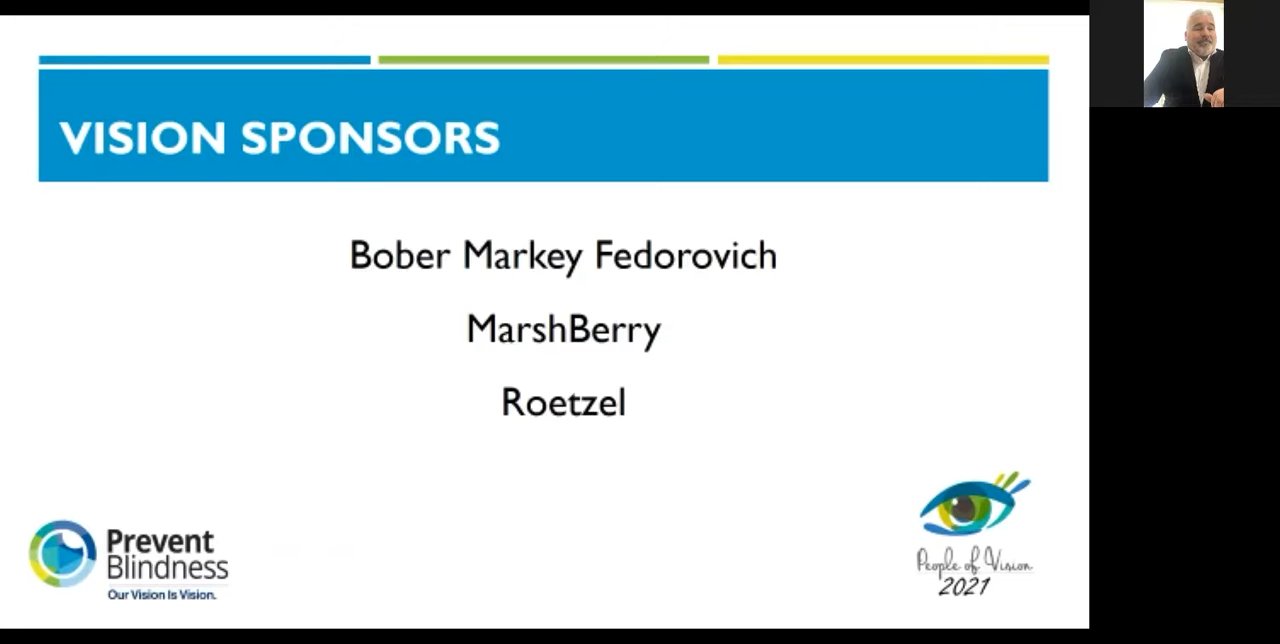 VISION SPONSORS
Bober Markey Fedorovich
MarshBerry
Roetzel
Prevent
Blindness
Our Vision Is Vision.
People of Vision
2021